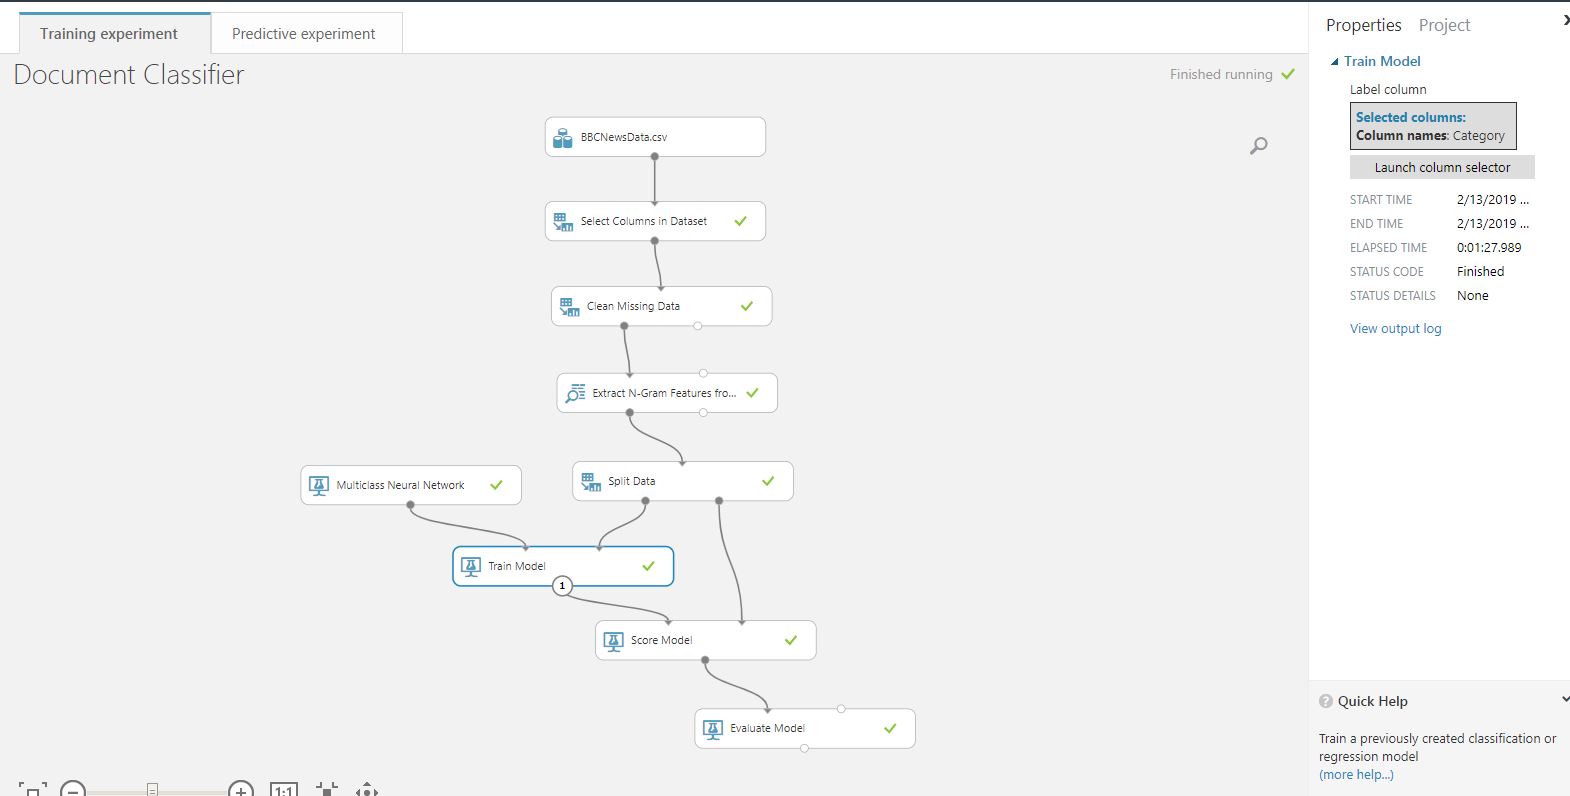 Training experiment
Predictive experiment
Properties
Project
Document Classifier
Finished running
Train Model
Label column
Selected columns:
Column names: Category
Launch column selector
START TIME 2/13/2019 ...
END TIME 2/13/2019 ...
ELAPSED TIME 0:01:27.989
STATUS CODE Finished
STATUS DETAILS None
View output log
BBCNewsData.csv
Select Columns in Dataset
Clean Missing Data
Extract N-Gram Features fro...
Multiclass Neural Network
Split Data
Train Model
1
Score Model
Evaluate Model
1:1
Quick Help
Train a previously created classification or
regression model
(more help...)